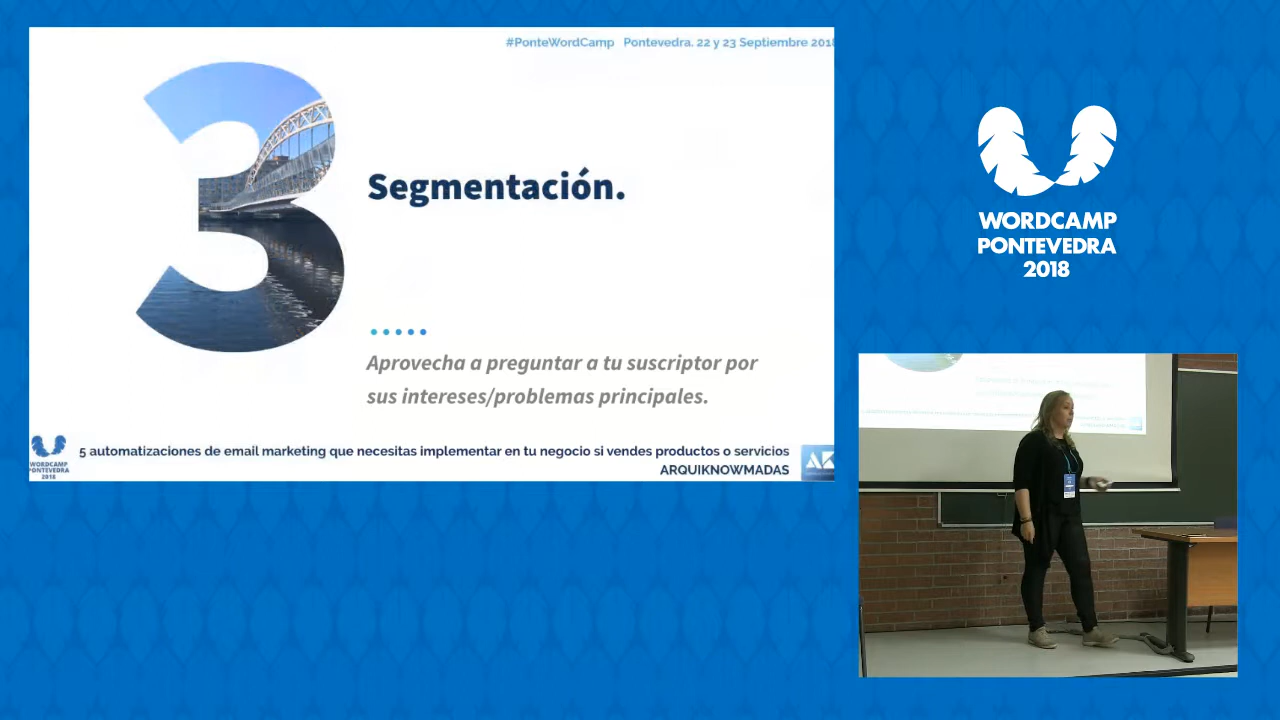 #PonteWordCamp Pontevedra. 22 y 23 Septiembre 2018
3
Segmentación.
Aprovecha a preguntar a tu suscriptor por
sus intereses/problemas principales.
WORDCAMP
PONTEVEDRA
2018
5 automatizaciones de email marketing que necesitas implementar en tu negocio si vendes productos o servicios
ARQUIKNOWMADAS
AK
WORDCAMP
PONTEVEDRA
2018